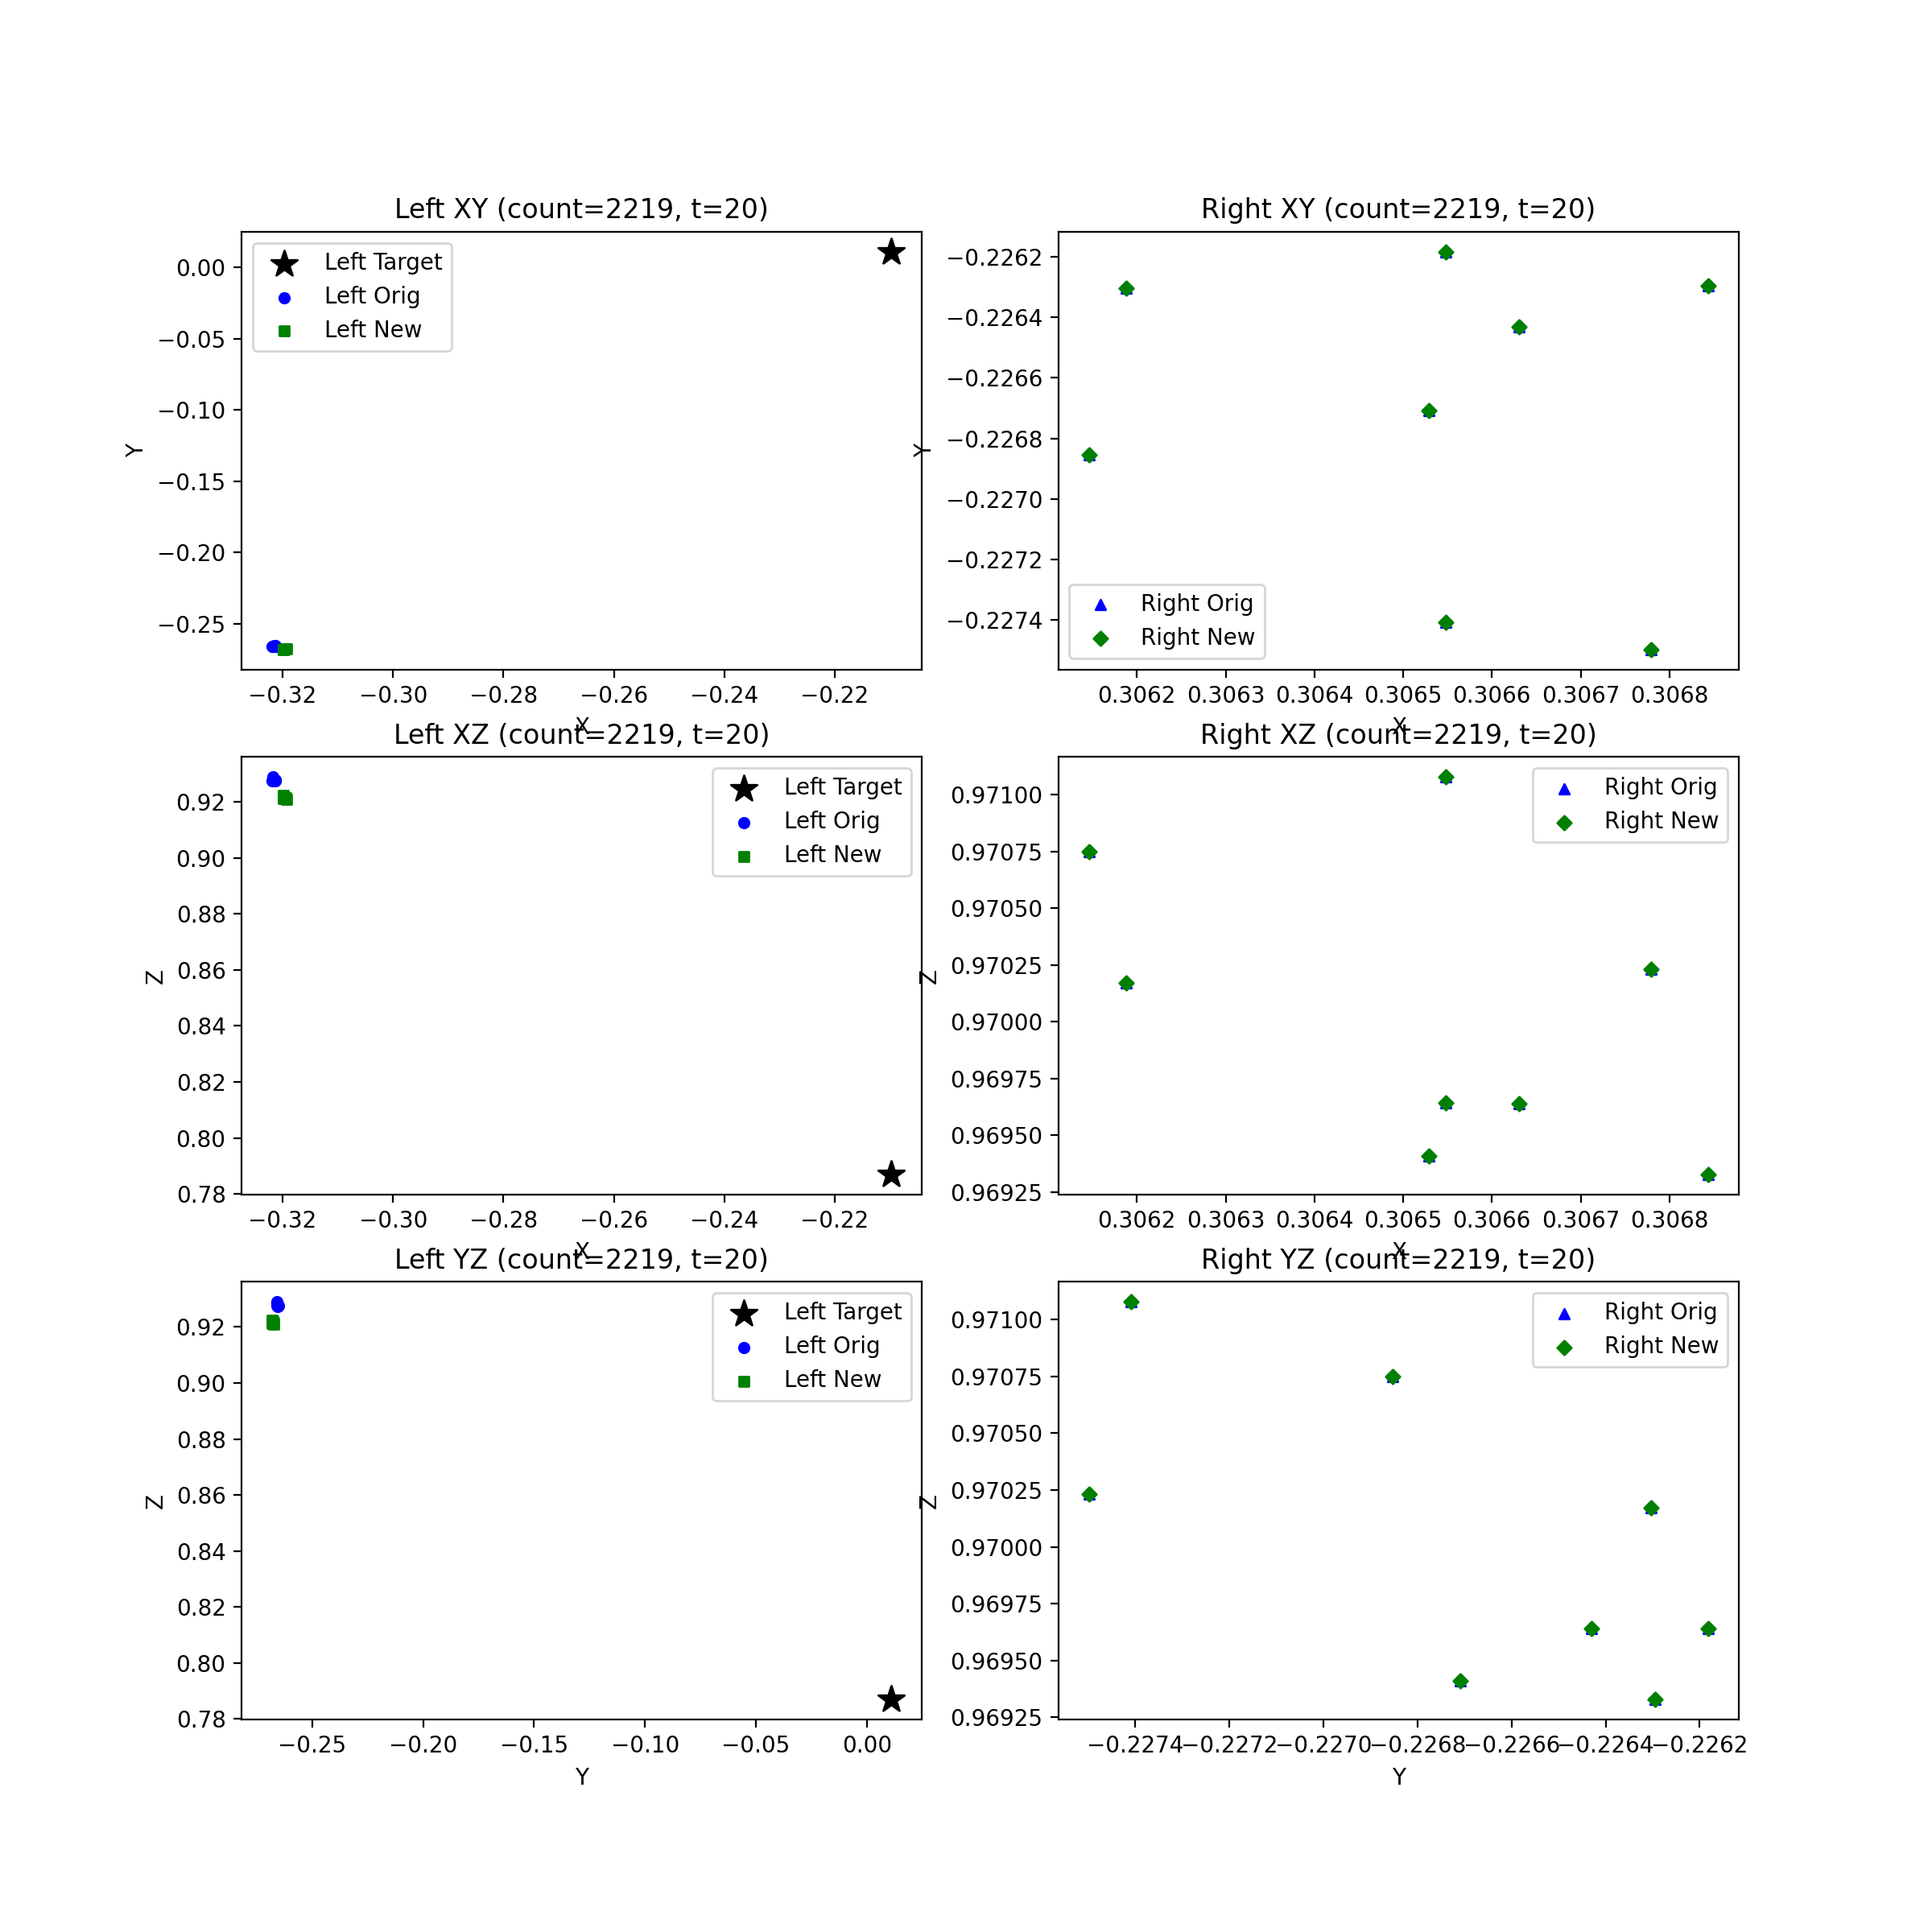 Left XY (count=2219, t=20)
0.00
−0.05
−0.10
−0.15
−0.20
−0.25
Y
Left Target
Left Orig
Left New
−0.32 −0.30 −0.28 −0.26 −0.24 −0.22
X
Right XY (count=2219, t=20)
−0.2262
−0.2264
−0.2266
−0.2268
−0.2270
−0.2272
−0.2274
Y
Right Orig
Right New
0.3062 0.3063 0.3064 0.3065 0.3066 0.3067 0.3068
X
Left XZ (count=2219, t=20)
0.92
0.90
0.88
0.86
0.84
0.82
0.80
0.78
Z
Left Target
Left Orig
Left New
−0.32 −0.30 −0.28 −0.26 −0.24 −0.22
X
Right XZ (count=2219, t=20)
0.97100
0.97075
0.97050
0.97025
0.97000
0.96975
0.96950
0.96925
Z
Right Orig
Right New
0.3062 0.3063 0.3064 0.3065 0.3066 0.3067 0.3068
X
Left YZ (count=2219, t=20)
0.92
0.90
0.88
0.86
0.84
0.82
0.80
0.78
Z
Left Target
Left Orig
Left New
−0.25 −0.20 −0.15 −0.10 −0.05 0.00
Y
Right YZ (count=2219, t=20)
0.97100
0.97075
0.97050
0.97025
0.97000
0.96975
0.96950
0.96925
Z
Right Orig
Right New
−0.2274 −0.2272 −0.2270 −0.2268 −0.2266 −0.2264 −0.2262
Y